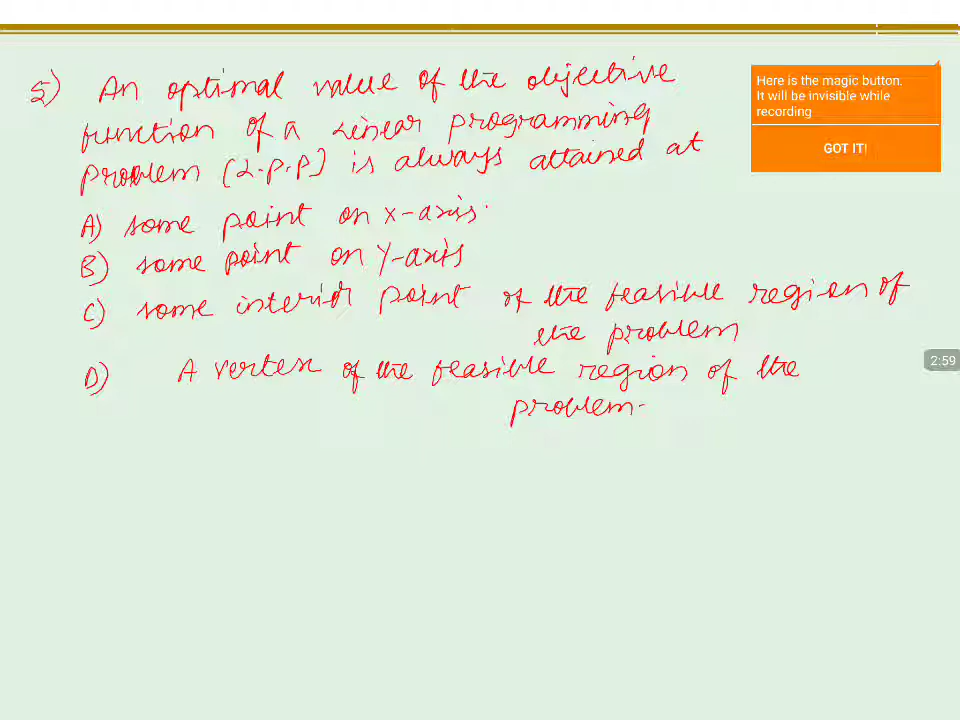 5) An optimal value of the objective
function of a Linear programming
problem (L.P.P) is always attained at
A) some point on x-axis.
B) some point on Y-axis
C) some interior point of the feasible region of
the problem
D) A vertex of the feasible region of the
problem.
Here is the magic button.
It will be invisible while
recording
GOT IT!
2:59